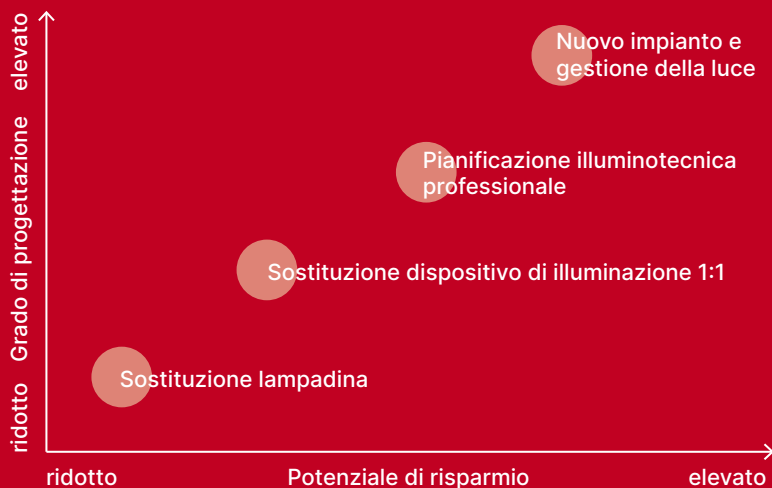 Nuovo impianto e
gestione della luce
Pianificazione illuminotecnica
professionale
Sostituzione dispositivo di illuminazione 1:1
Sostituzione lampadina
ridotto Grado di progettazione elevato
ridotto Potenziale di risparmio elevato